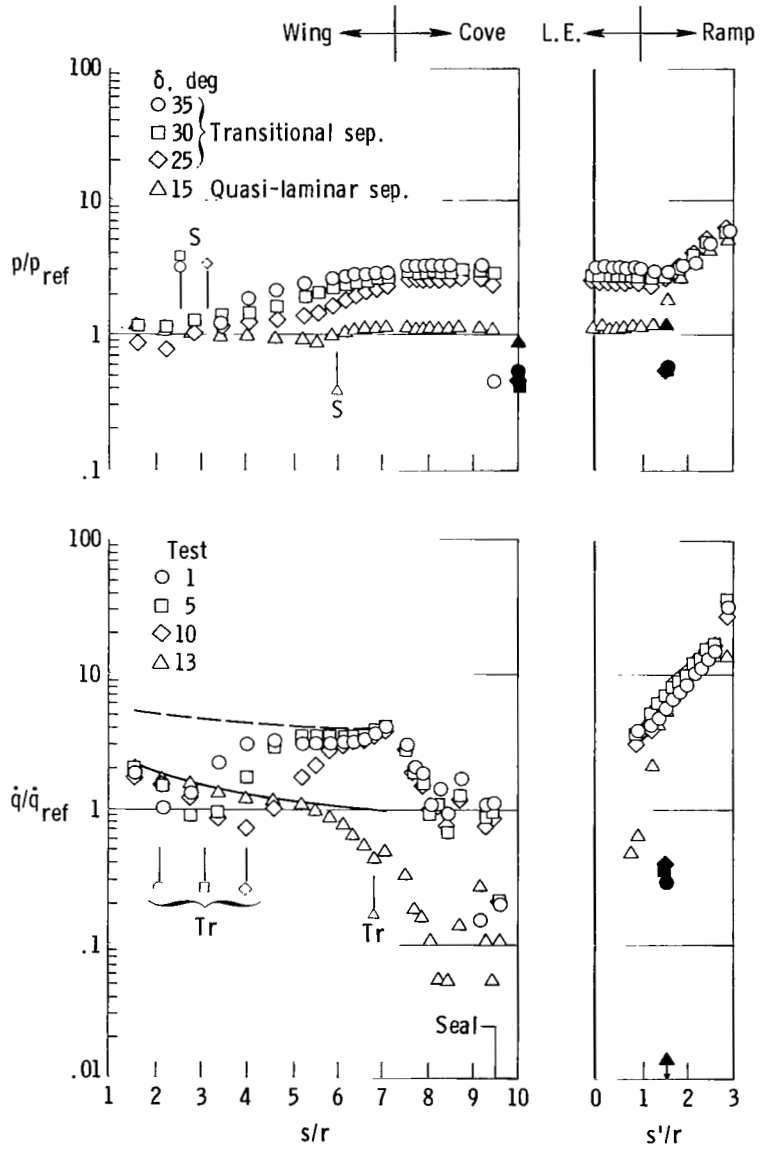 Wing Cove L.E. Ramp
δ, deg
35
30 Transitional sep.
25
15 Quasi-laminar sep.
100
10
1
.1
p/p ref
S
S
Test
1
5
10
13
100
10
1
.1
.01
q̇/q̇ ref
Tr
Tr
Seal
1 2 3 4 5 6 7 8 9 10
s/r
0 1 2 3
s'/r